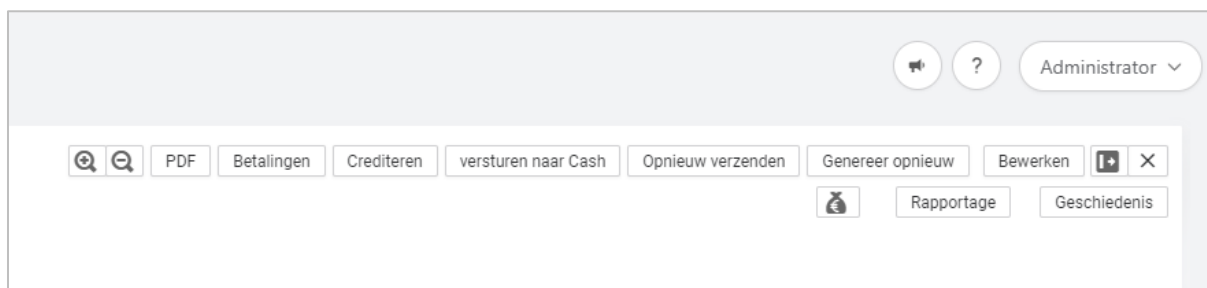 ? Administrator
PDF Betalingen Crediteren versturen naar Cash Opnieuw verzenden Genereer opnieuw Bewerken
€ Rapportage Geschiedenis